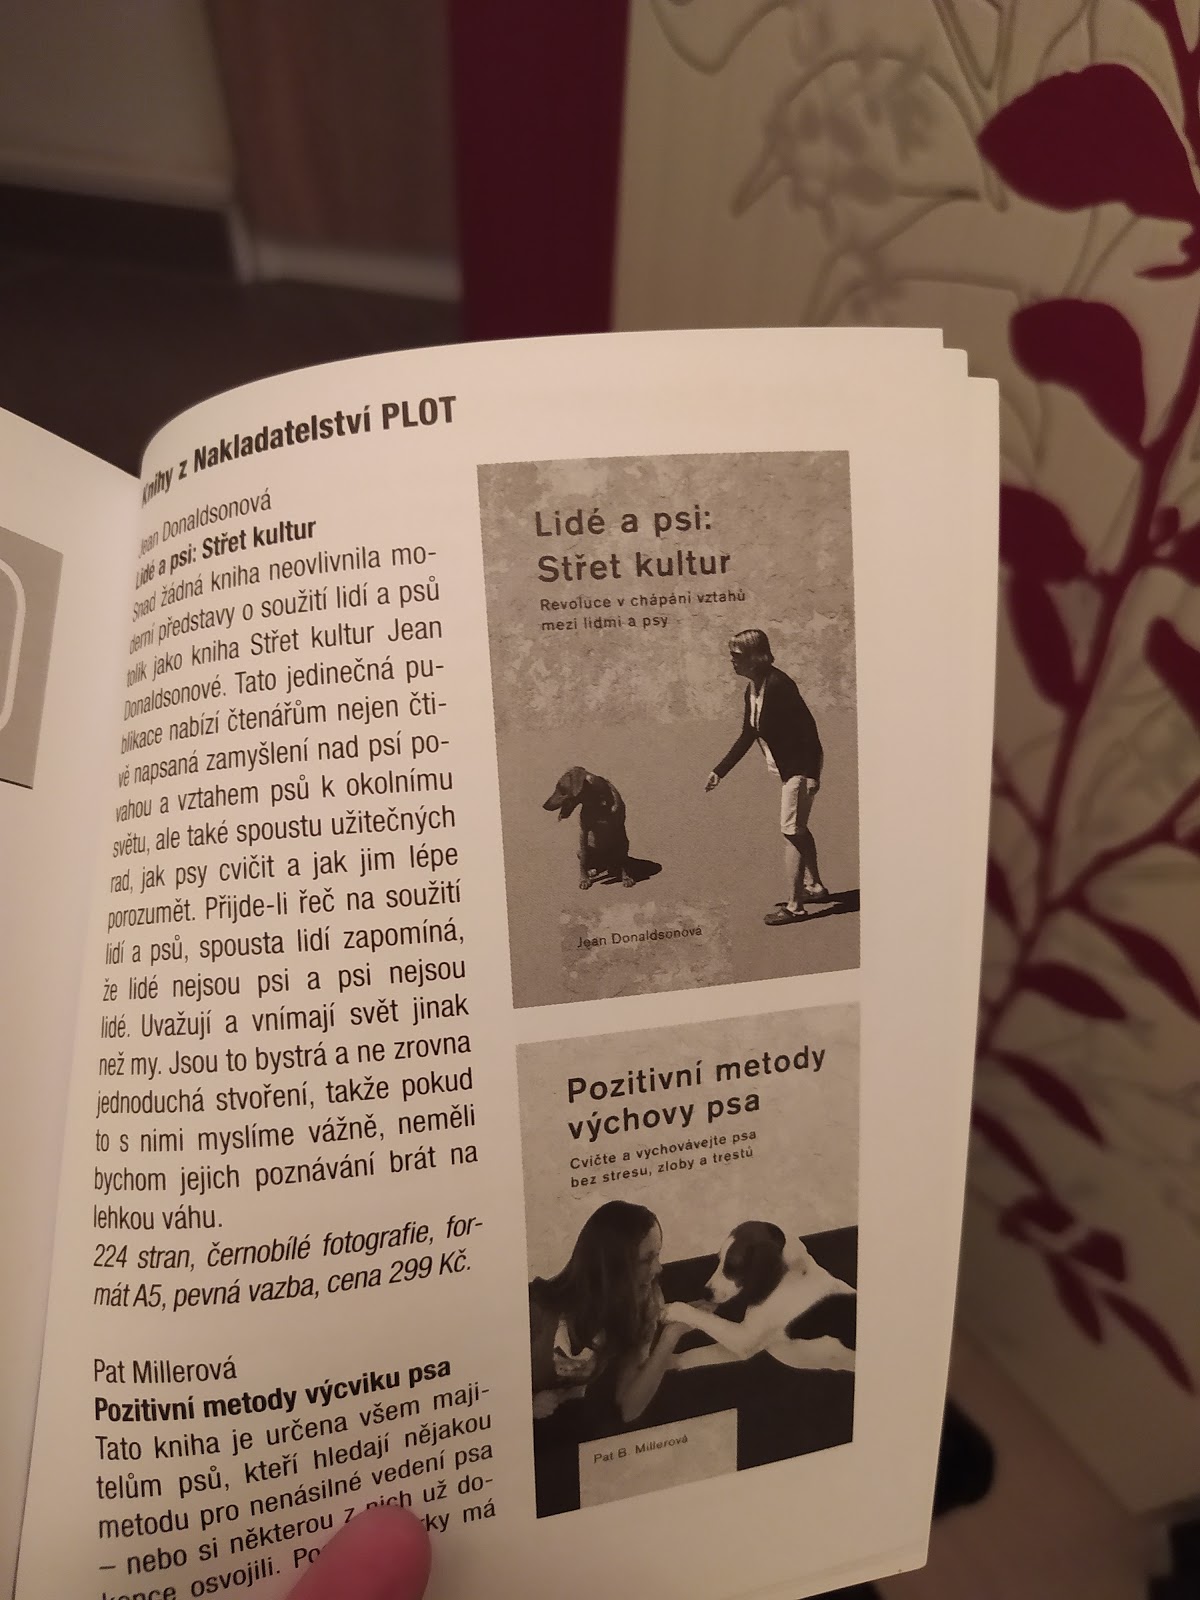 Knihy z Nakladatelství PLOT
Jean Donaldsonová
Lidé a psi: Střet kultur
Snad žádná kniha neovlivnila mo-
derní představy o soužití lidí a psů
tolik jako kniha Střet kultur Jean
Donaldsonové. Tato jedinečná pu-
blikace nabízí čtenářům nejen čti-
vě napsaná zamyšlení nad psí po-
vahou a vztahem psů k okolnímu
světu, ale také spoustu užitečných
rad, jak psy cvičit a jak jim lépe
porozumět. Přijde-li řeč na soužití
lidí a psů, spousta lidí zapomíná,
že lidé nejsou psi a psi nejsou
lidé. Uvažují a vnímají svět jinak
než my. Jsou to bystrá a ne zrovna
jednoduchá stvoření, takže pokud
to s nimi myslíme vážně, neměli
bychom jejich poznávání brát na
lehkou váhu.
224 stran, černobílé fotografie, for-
mát A5, pevná vazba, cena 299 Kč.
Pat Millerová
Pozitivní metody výcviku psa
Tato kniha je určena všem maji-
telům psů, kteří hledají nějakou
metodu pro nenásilné vedení psa
– nebo si některou z nich už do-
konce osvojili. má
Lidé a psi:
Střet kultur
Revoluce v chápání vztahů
mezi lidmi a psy
Jean Donaldsonová
Pozitivní metody
výchovy psa
Cvičte a vychovávejte psa
bez stresu, zloby a trestů
Pat B. Millerová